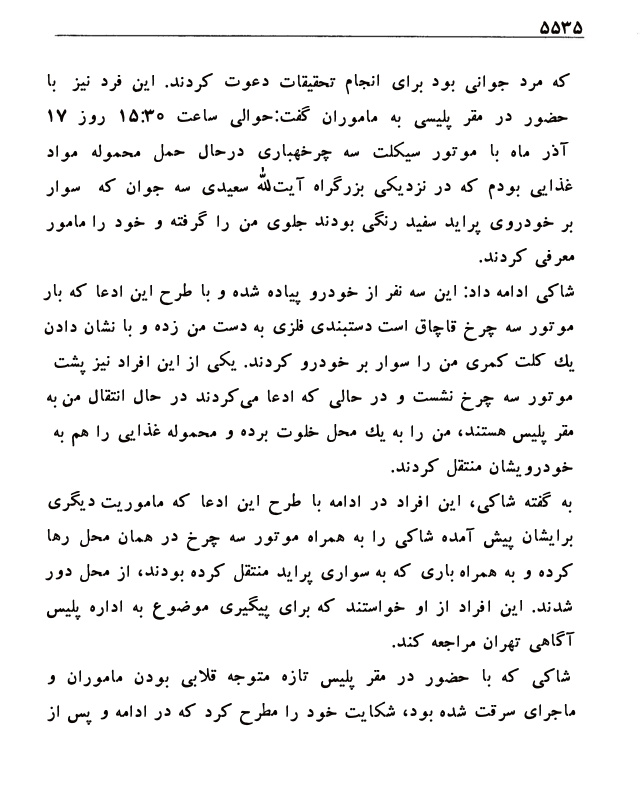 ۵۵۳۵
که مرد جوانی بود برای انجام تحقیقات دعوت کردند. این فرد نیز با
حضور در مقر پلیسی به ماموران گفت:حوالی ساعت ۱۵:۳۰ روز ۱۷
آذر ماه با موتور سیکلت سه چرخهباری درحال حمل محموله مواد
غذایی بودم که در نزدیکی بزرگراه آیت‌الله سعیدی سه جوان که سوار
بر خودروی پراید سفید رنگی بودند جلوی من را گرفته و خود را مامور
معرفی کردند.
شاکی ادامه داد: این سه نفر از خودرو پیاده شده و با طرح این ادعا که بار
موتور سه چرخ قاچاق است دستبندی فلزی به دست من زده و با نشان دادن
یك کلت کمری من را سوار بر خودرو کردند. یکی از این افراد نیز پشت
موتور سه چرخ نشست و در حالی که ادعا می‌کردند در حال انتقال من به
مقر پلیس هستند، من را به یك محل خلوت برده و محموله غذایی را هم به
خودرویشان منتقل کردند.
به گفته شاکی، این افراد در ادامه با طرح این ادعا که ماموریت دیگری
برایشان پیش آمده شاکی را به همراه موتور سه چرخ در همان محل رها
کرده و به همراه باری که به سواری پراید منتقل کرده بودند، از محل دور
شدند. این افراد از او خواستند که برای پیگیری موضوع به اداره پلیس
آگاهی تهران مراجعه کند.
شاکی که با حضور در مقر پلیس تازه متوجه قلابی بودن ماموران و
ماجرای سرقت شده بود، شکایت خود را مطرح کرد که در ادامه و پس از